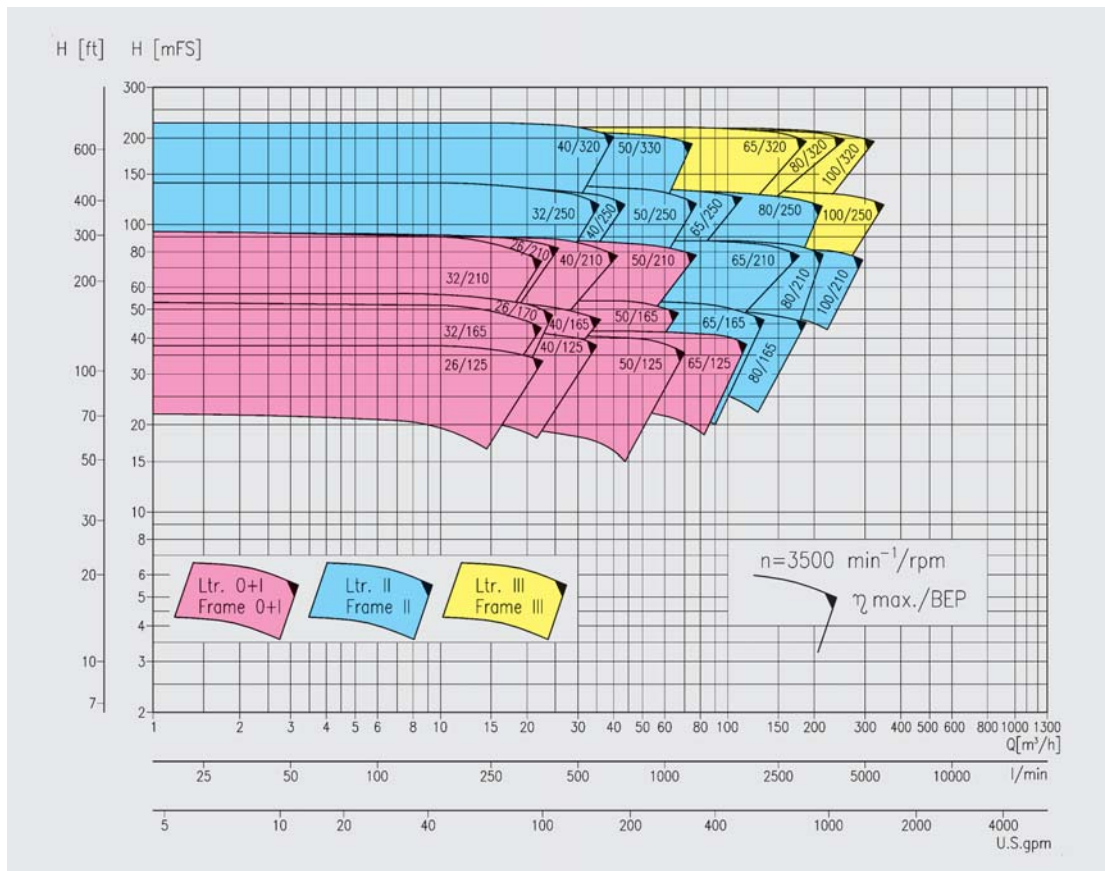 H [ft] H [mFS]
300
200
150
100
80
60
50
40
30
20
15
10
8
6
5
4
3
2
600
400
300
200
100
70
50
30
20
10
7
40/320 50/330 65/320 80/320 100/320
32/250 40/250 50/250 65/250 80/250 100/250
26/210
32/210 40/210 50/210 65/210 80/210 100/210
26/170
32/165 40/165 50/165 65/165 80/165
26/125 40/125 50/125 65/125
Ltr. 0+I
Frame 0+I
Ltr. II
Frame II
Ltr. III
Frame III
n=3500 min⁻¹/rpm
η max./BEP
1 2 3 4 5 6 8 10 15 20 30 40 50 60 80 100 150 200 300 400 500 600 800 1000 1300
Q[m³/h]
25 50 100 250 500 1000 2500 5000 10000 l/min
5 10 20 40 100 200 400 1000 2000 4000
U.S.gpm